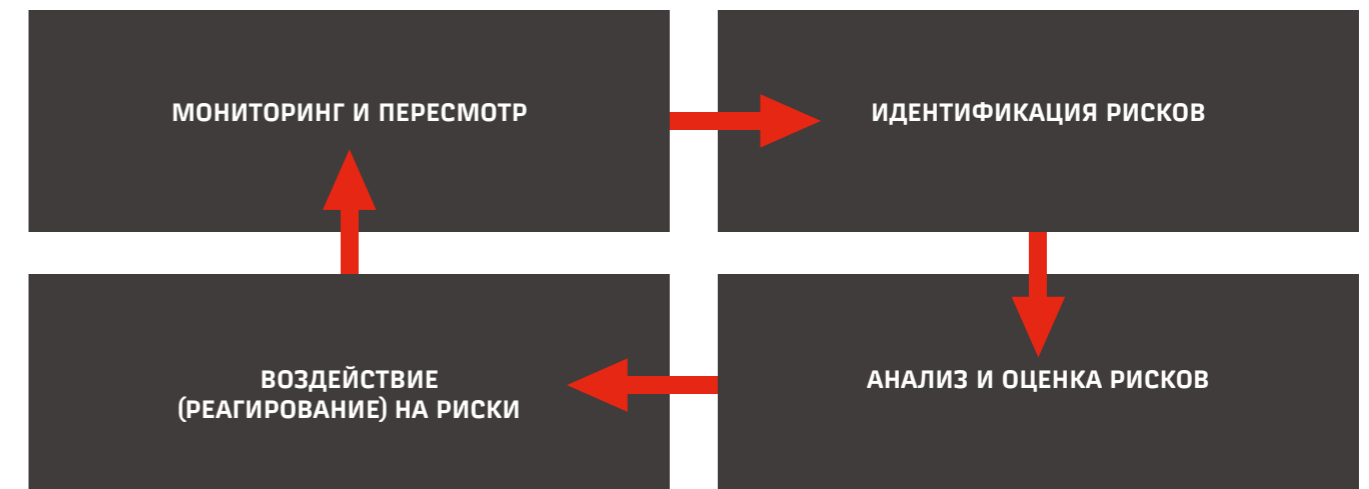 МОНИТОРИНГ И ПЕРЕСМОТР
ИДЕНТИФИКАЦИЯ РИСКОВ
ВОЗДЕЙСТВИЕ
(РЕАГИРОВАНИЕ) НА РИСКИ
АНАЛИЗ И ОЦЕНКА РИСКОВ